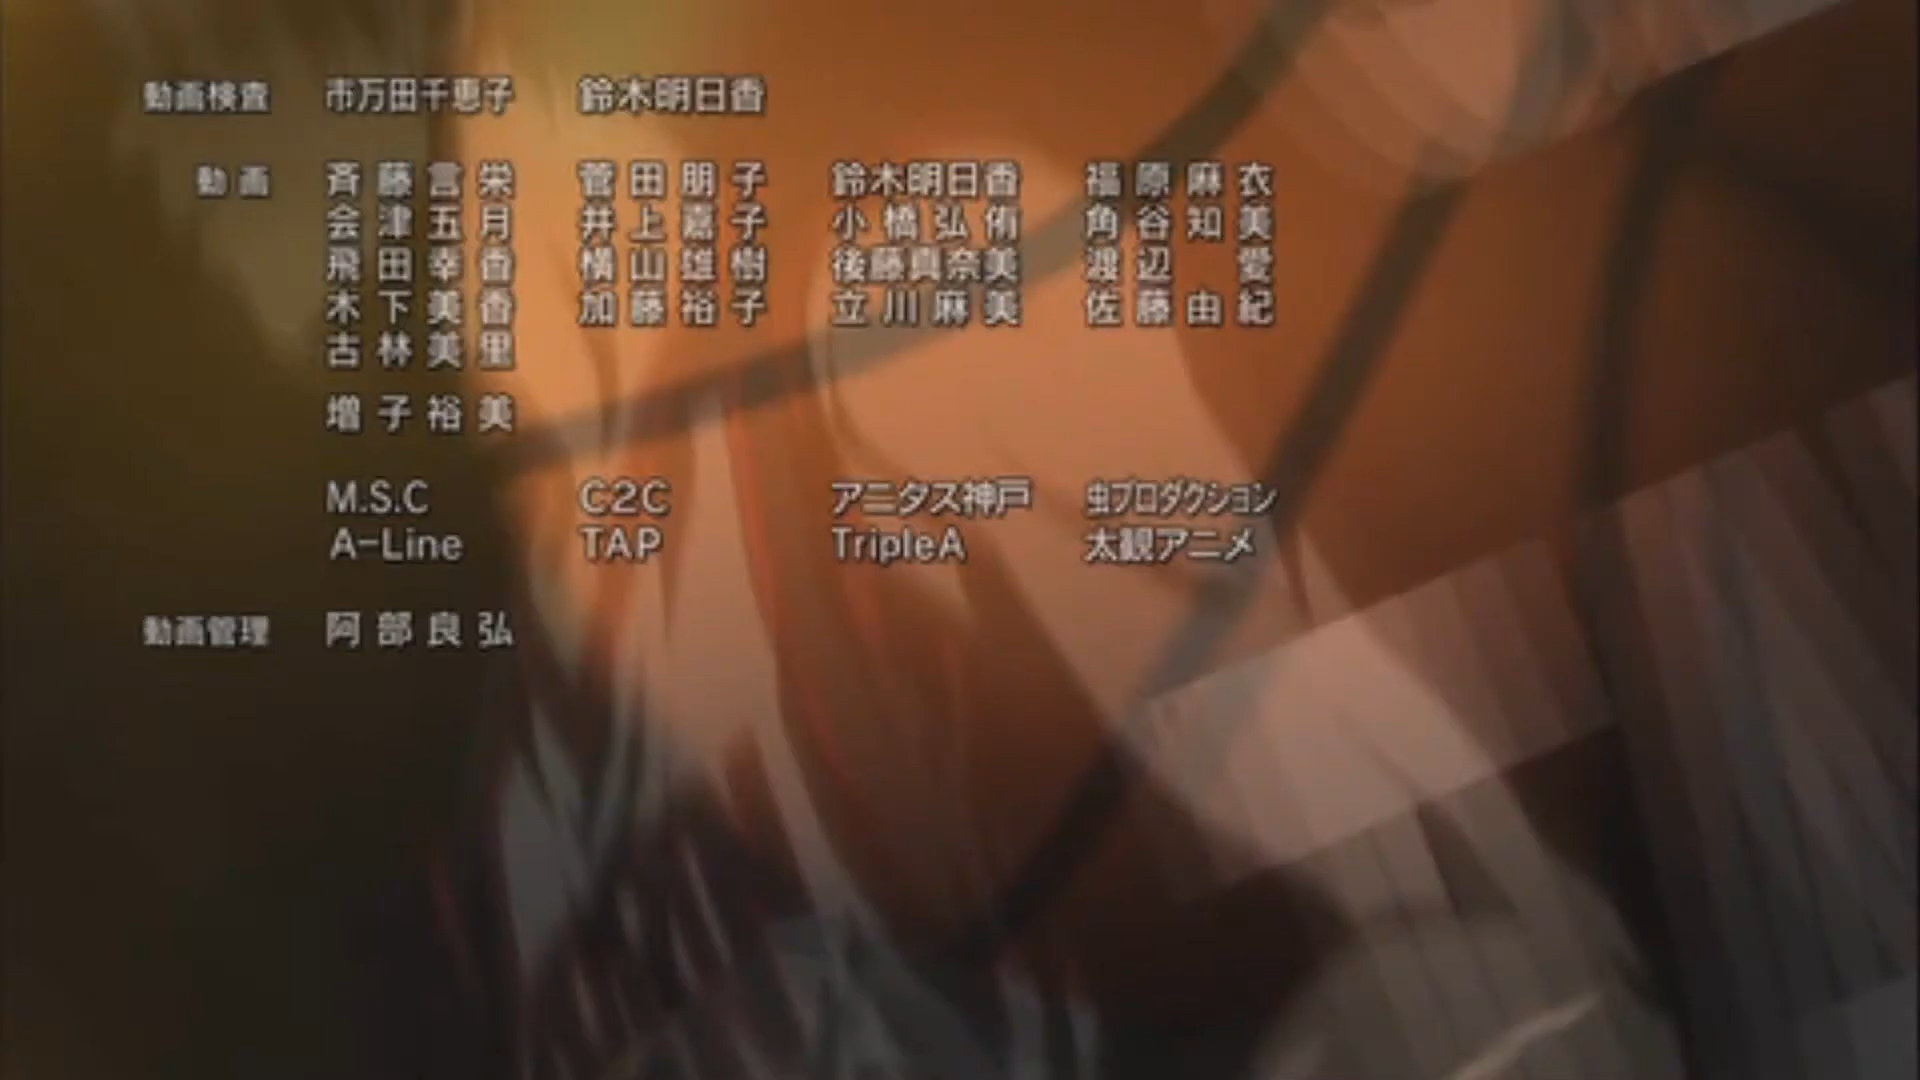 動画検査 市万田千恵子 鈴木明日香
動画 斉藤言栄 菅田朋子 鈴木明日香 福原麻衣
会津五月 井上嘉子 小橋弘侑 角谷知美
飛田幸香 横山雄樹 後藤真奈美 渡辺 愛
木下美香 加藤裕子 立川麻美 佐藤由紀
古林美里
増子裕美
M.S.C C2C アニタス神戸 虫プロダクション
A-Line TAP TripleA 太観アニメ
動画管理 阿部良弘